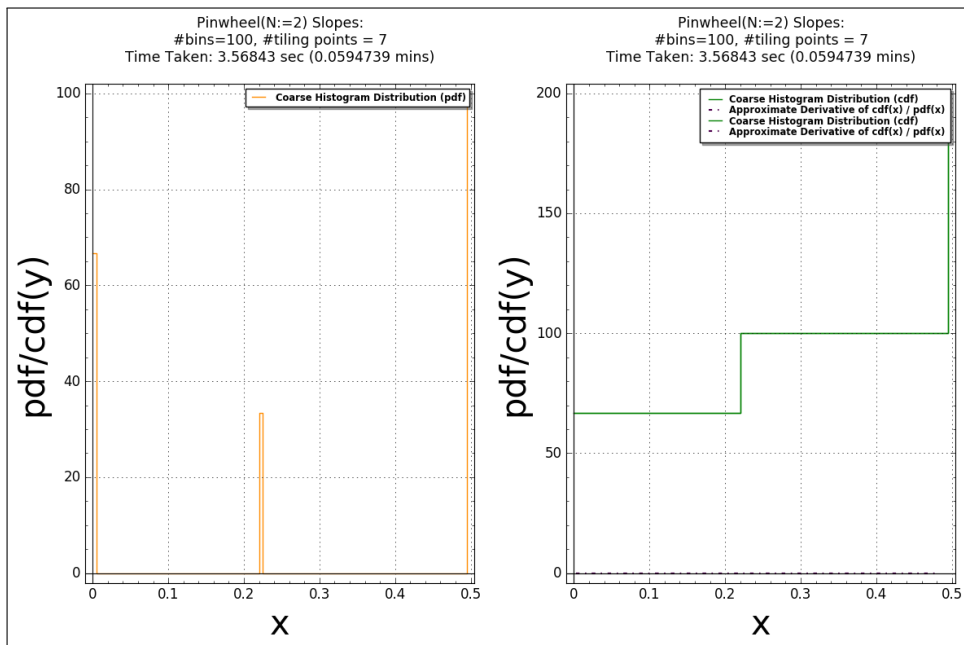 Pinwheel(N:=2) Slopes:
#bins=100, #tiling points = 7
Time Taken: 3.56843 sec (0.0594739 mins)
Coarse Histogram Distribution (pdf)
100
80
60
40
20
0
pdf/cdf(y)
0 0.1 0.2 0.3 0.4 0.5
x
Pinwheel(N:=2) Slopes:
#bins=100, #tiling points = 7
Time Taken: 3.56843 sec (0.0594739 mins)
Coarse Histogram Distribution (cdf)
Approximate Derivative of cdf(x) / pdf(x)
Coarse Histogram Distribution (cdf)
Approximate Derivative of cdf(x) / pdf(x)
200
150
100
50
0
pdf/cdf(y)
0 0.1 0.2 0.3 0.4 0.5
x